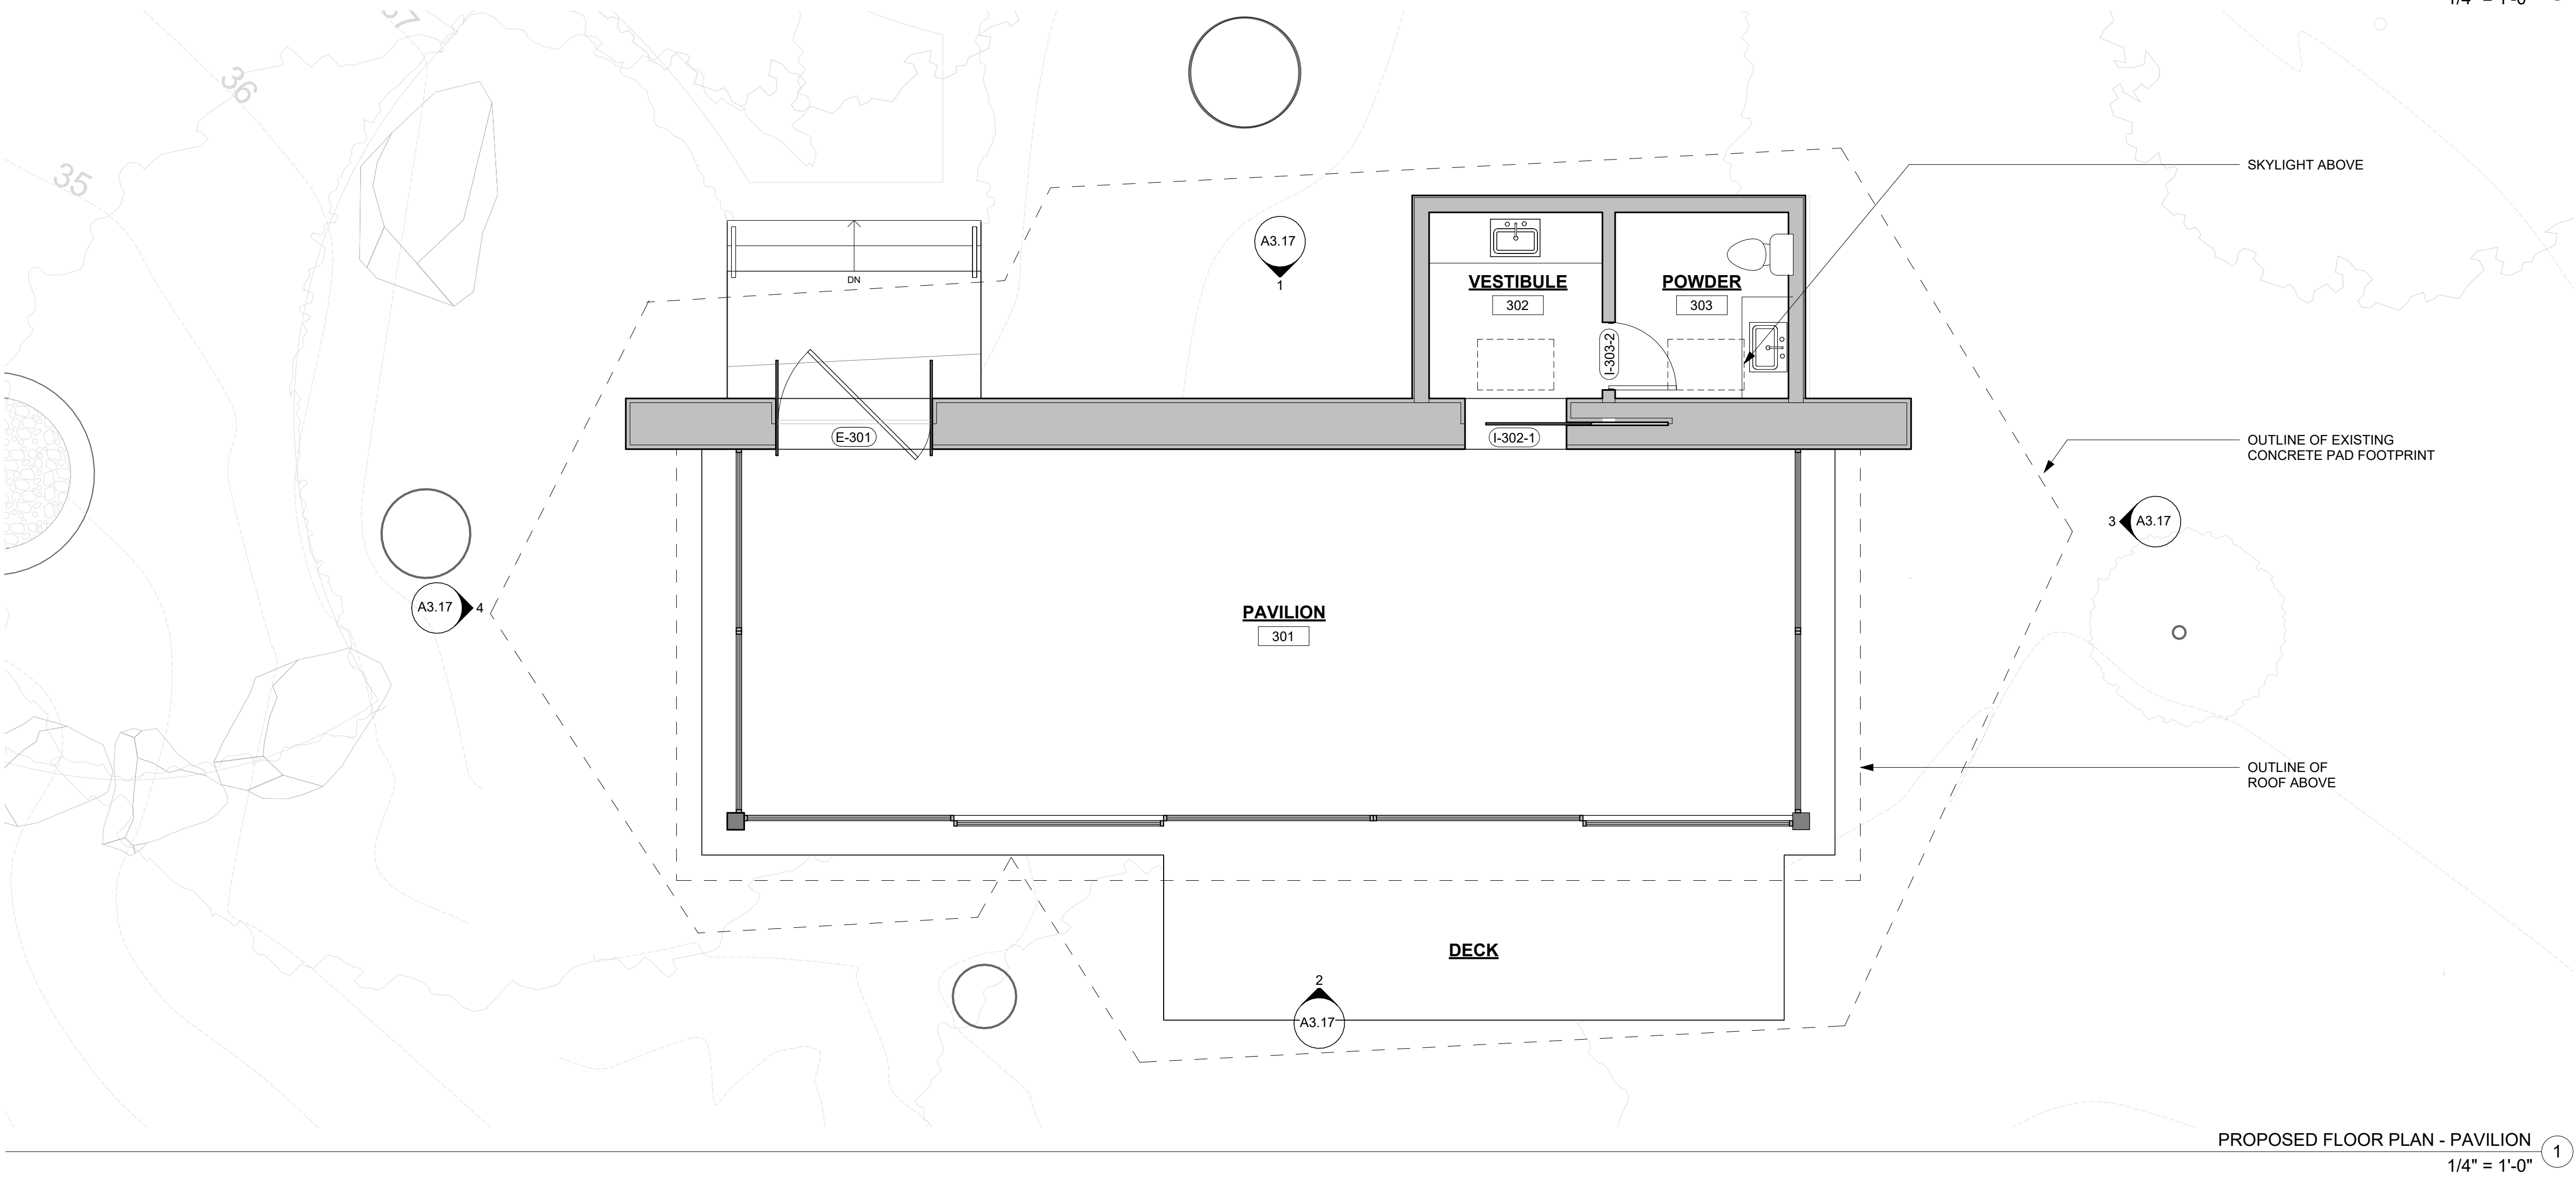 1/4" = 1'-0"
37
36
35
SKYLIGHT ABOVE
A3.17
1
DN
VESTIBULE
302
POWDER
303
I-303-2
E-301
I-302-1
OUTLINE OF EXISTING
CONCRETE PAD FOOTPRINT
3
A3.17
A3.17
4
PAVILION
301
OUTLINE OF
ROOF ABOVE
DECK
2
A3.17
PROPOSED FLOOR PLAN - PAVILION
1
1/4" = 1'-0"